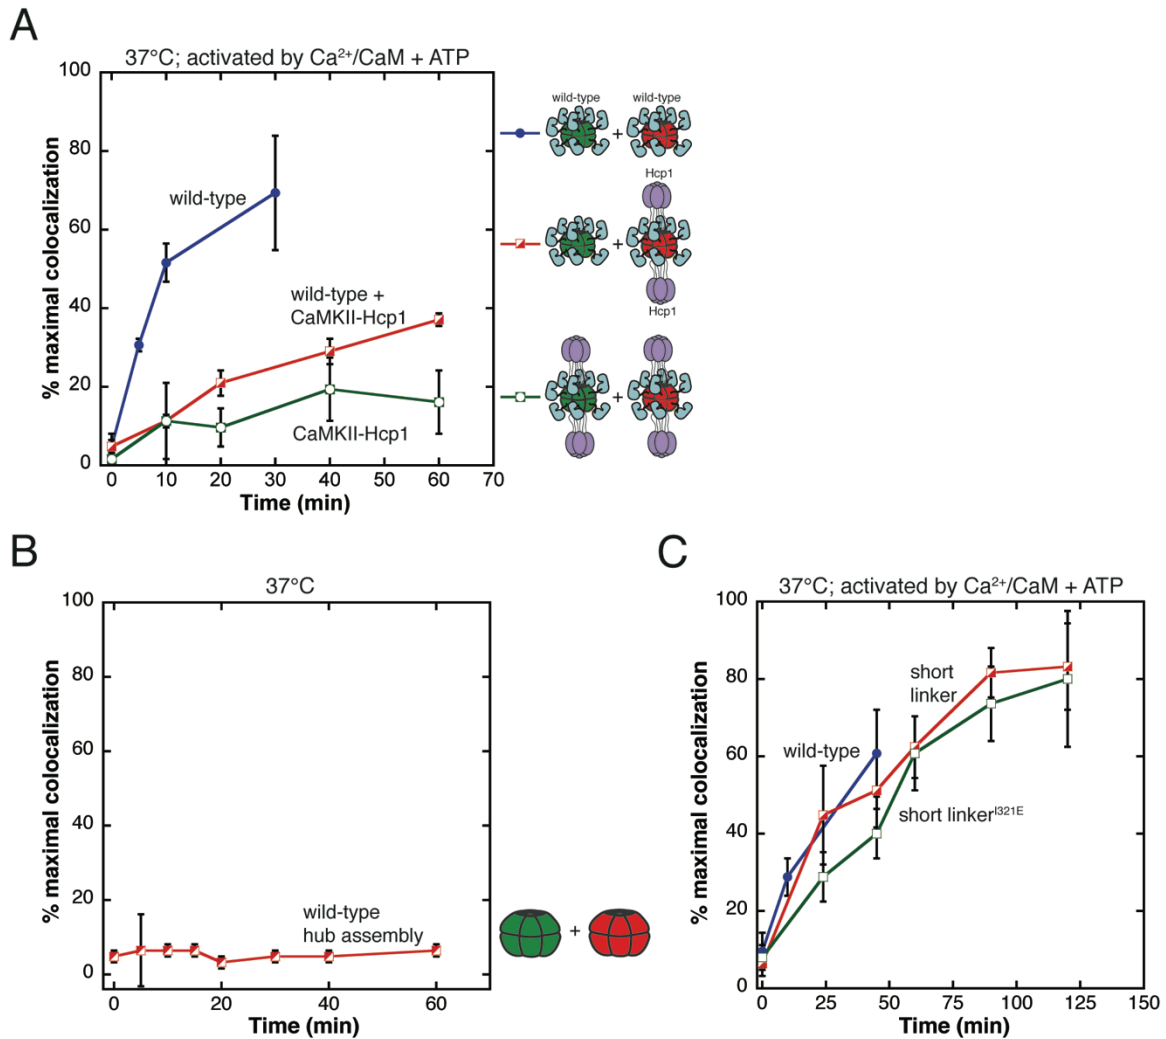 A
37°C; activated by Ca²⁺/CaM + ATP
% maximal colocalization
100
80
60
40
20
0
wild-type
wild-type +
CaMKII-Hcp1
CaMKII-Hcp1
0 10 20 30 40 50 60 70
Time (min)
wild-type wild-type
+
Hcp1
+
Hcp1
+
B
37°C
% maximal colocalization
100
80
60
40
20
0
wild-type
hub assembly
0 20 40 60
Time (min)
+
C
37°C; activated by Ca²⁺/CaM + ATP
% maximal colocalization
100
80
60
40
20
0
short
linker
wild-type
short linkerᴵ³²¹ᴱ
0 25 50 75 100 125 150
Time (min)